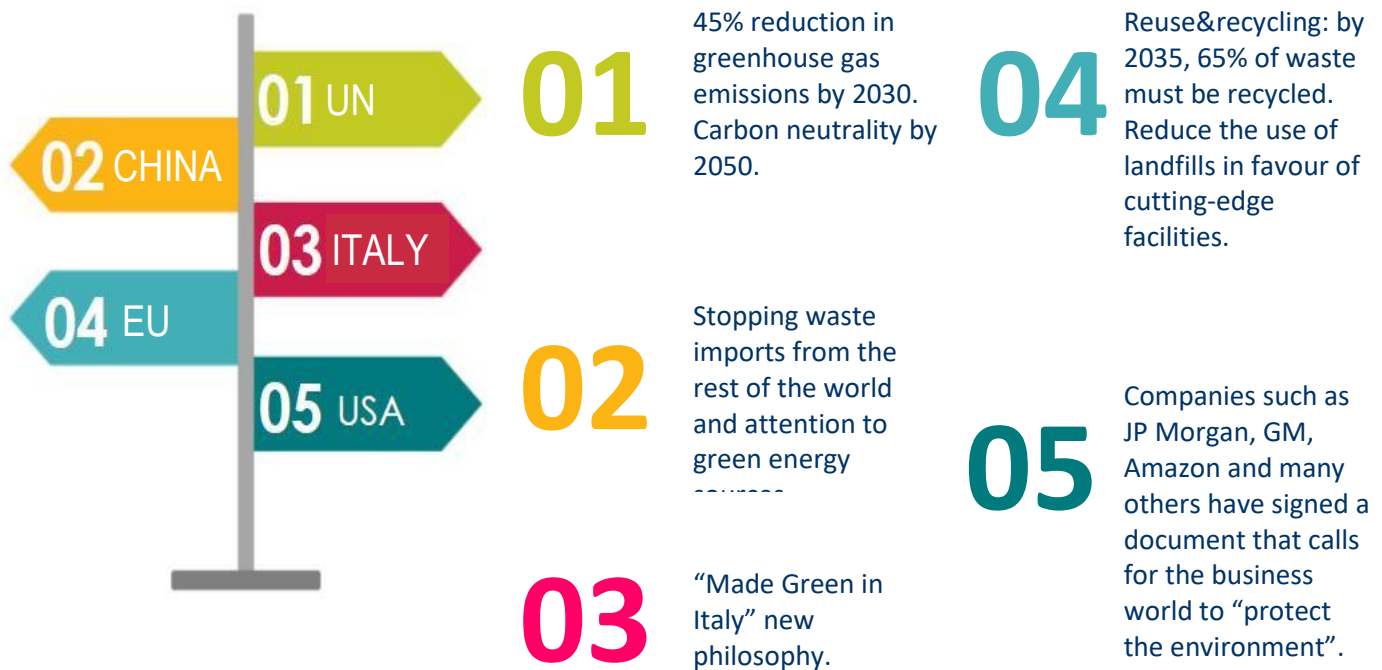 01 UN
02 CHINA
03 ITALY
04 EU
05 USA
01
45% reduction in
greenhouse gas
emissions by 2030.
Carbon neutrality by
2050.
02
Stopping waste
imports from the
rest of the world
and attention to
green energy
03
“Made Green in
Italy” new
philosophy.
04
Reuse&recycling: by
2035, 65% of waste
must be recycled.
Reduce the use of
landfills in favour of
cutting-edge
facilities.
05
Companies such as
JP Morgan, GM,
Amazon and many
others have signed a
document that calls
for the business
world to “protect
the environment”.